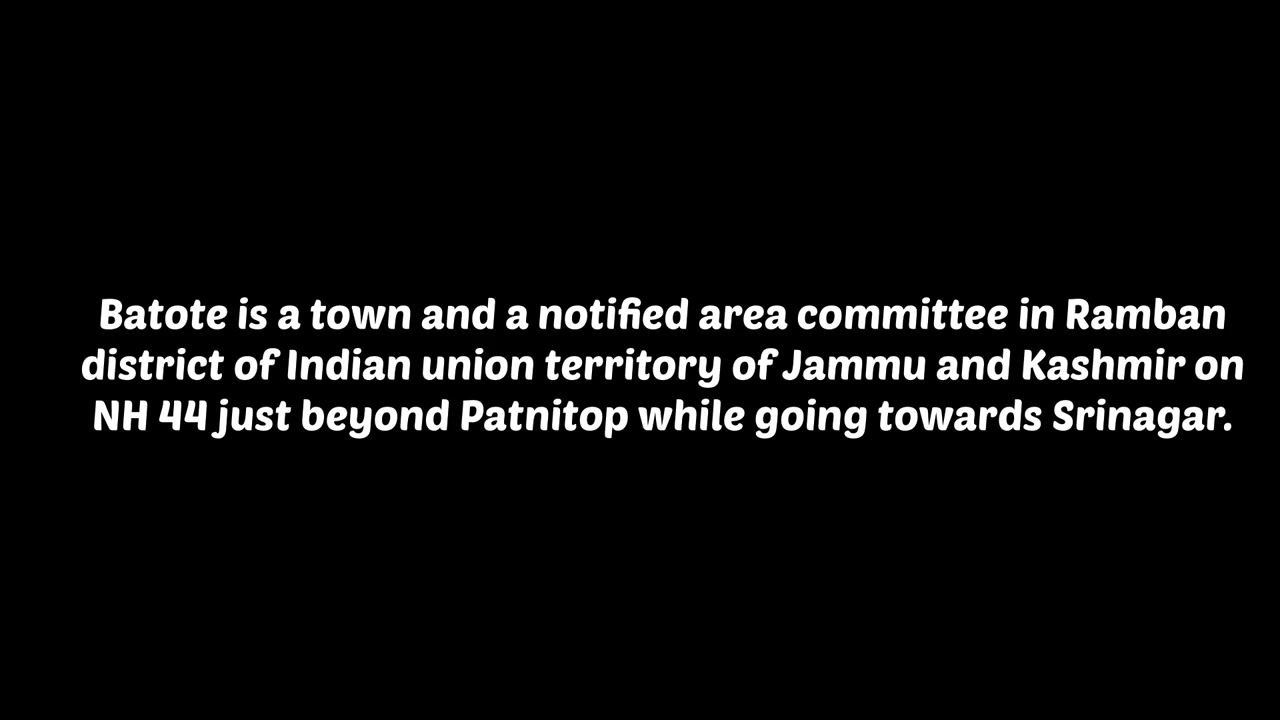 Batote is a town and a notified area committee in Ramban
district of Indian union territory of Jammu and Kashmir on
NH 44 just beyond Patnitop while going towards Srinagar.